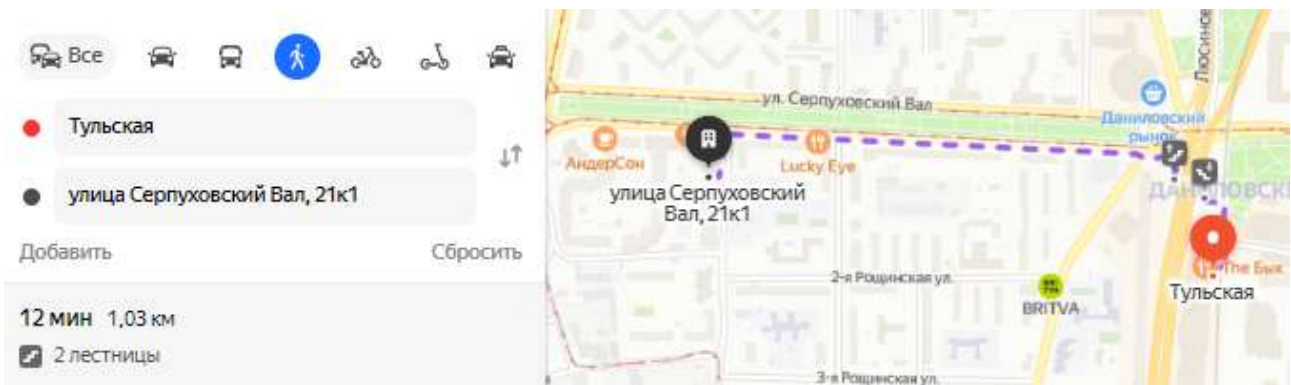 Все
Тульская
улица Серпуховский Вал, 21к1
Добавить
Сбросить
12 мин 1,03 км
2 лестницы
ул. Серпуховский Вал
Люсинов
Даниловский
рынок
АндерСон
Lucky Eye
улица Серпуховский
Вал, 21к1
ДАНИЛОВСКИ
2-я Рощинская ул.
BRITVA
The Бык
Тульская
3-я Рощинская ул.